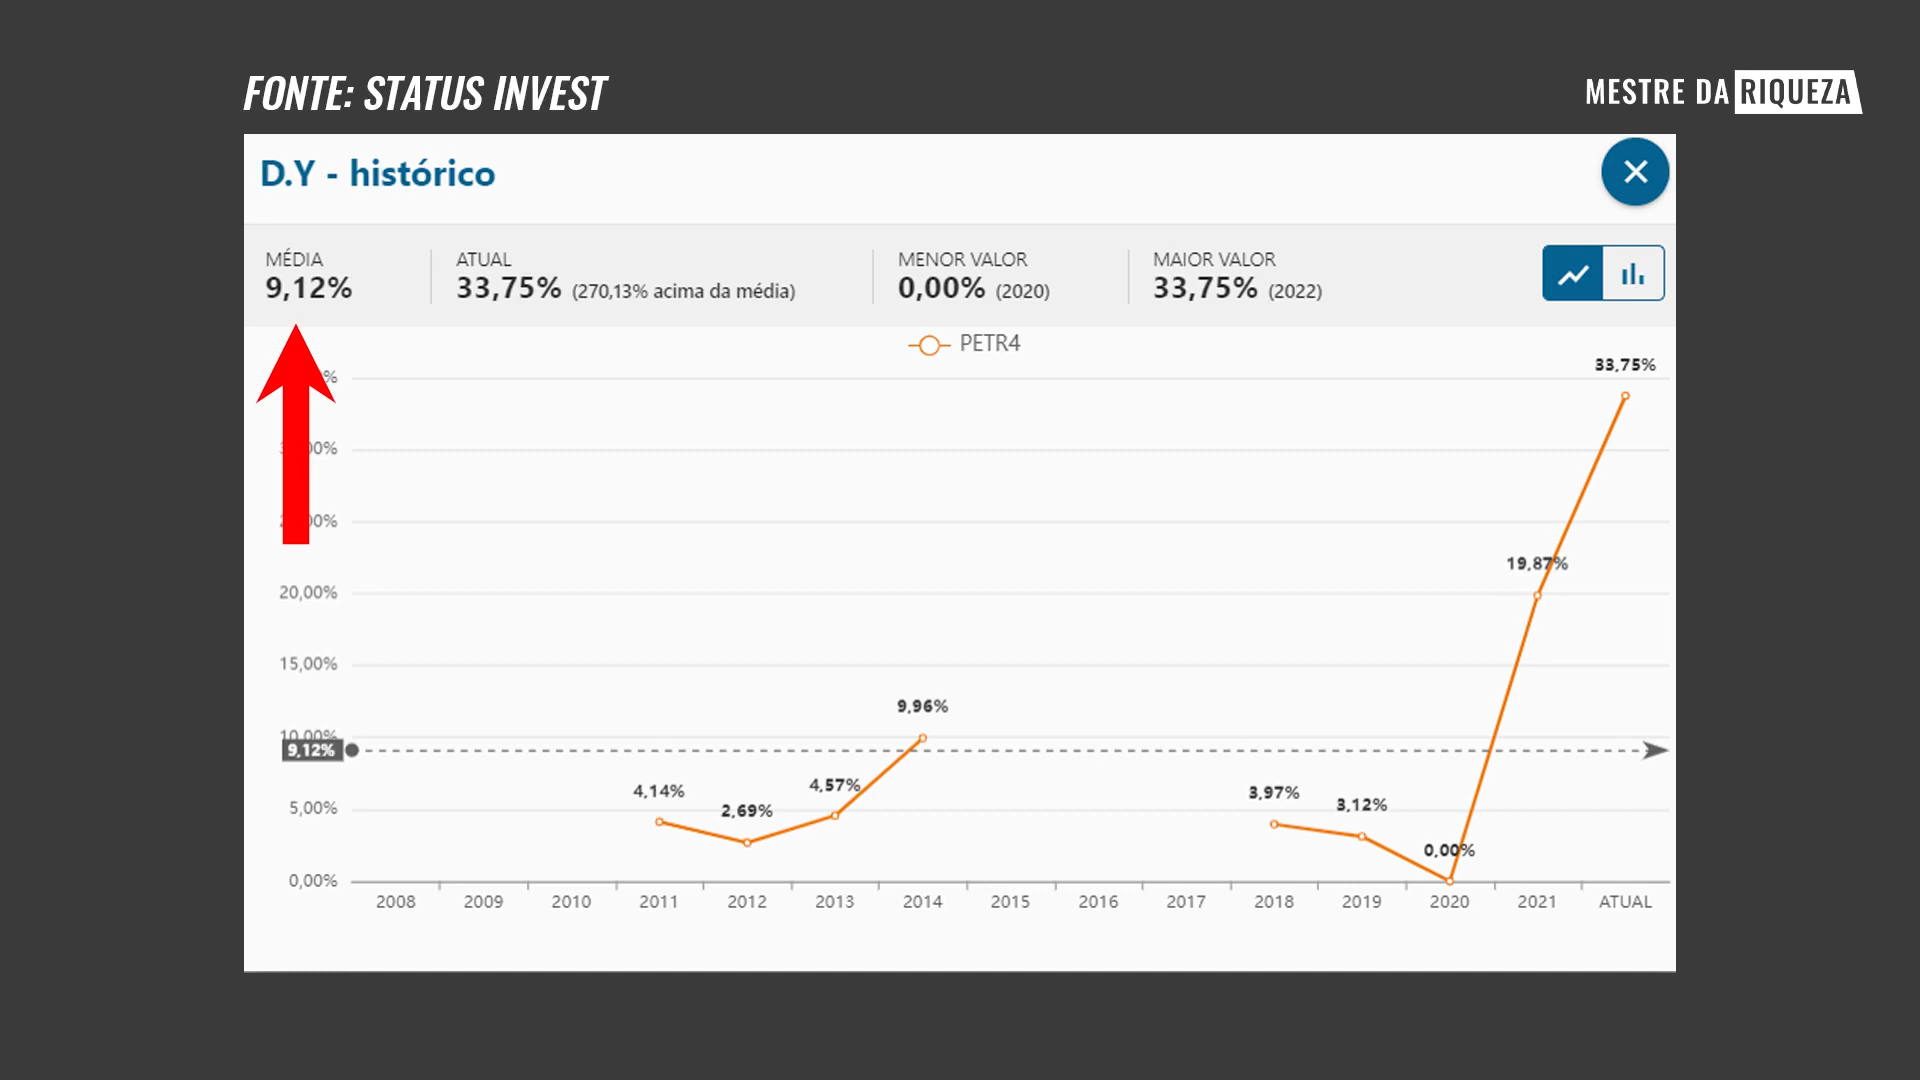 FONTE: STATUS INVEST
MESTRE DA RIQUEZA
D.Y - histórico
MÉDIA
9,12%
ATUAL
33,75% (270,13% acima da média)
MENOR VALOR
0,00% (2020)
MAIOR VALOR
33,75% (2022)
PETR4
33,75%
19,87%
20,00%
15,00%
9,96%
10,00%
9,12%
4,14%
2,69%
4,57%
3,97%
3,12%
0,00%
5,00%
0,00%
2008 2009 2010 2011 2012 2013 2014 2015 2016 2017 2018 2019 2020 2021 ATUAL